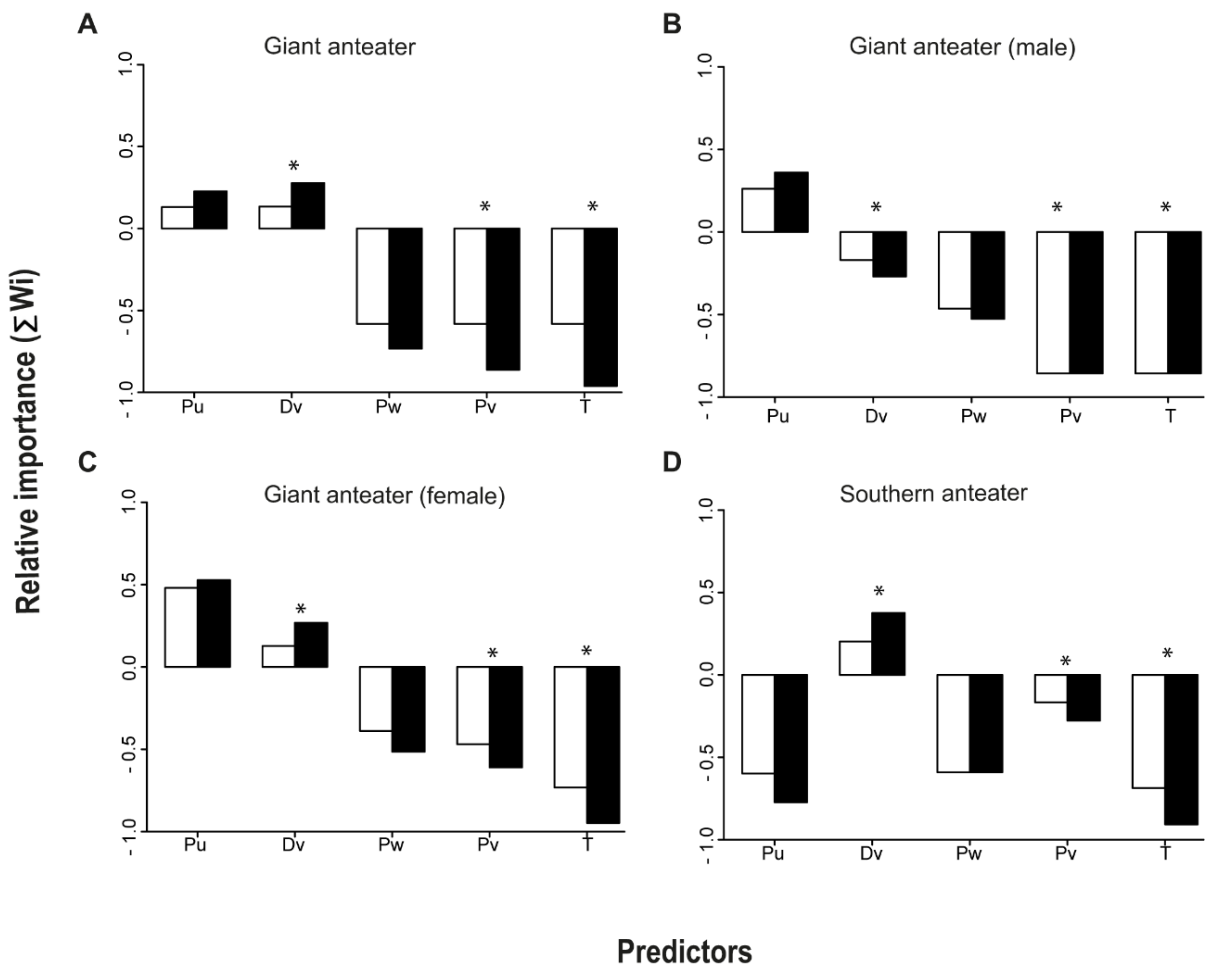 A
Giant anteater
1.0
0.5
0.0
- 0.5
- 1.0
*
*
*
Pu Dv Pw Pv T
B
Giant anteater (male)
1.0
0.5
0.0
- 0.5
- 1.0
*
*
*
Pu Dv Pw Pv T
Relative importance (∑ Wi)
C
Giant anteater (female)
1.0
0.5
0.0
- 0.5
- 1.0
*
*
*
Pu Dv Pw Pv T
D
Southern anteater
1.0
0.5
0.0
- 0.5
- 1.0
*
*
*
Pu Dv Pw Pv T
Predictors